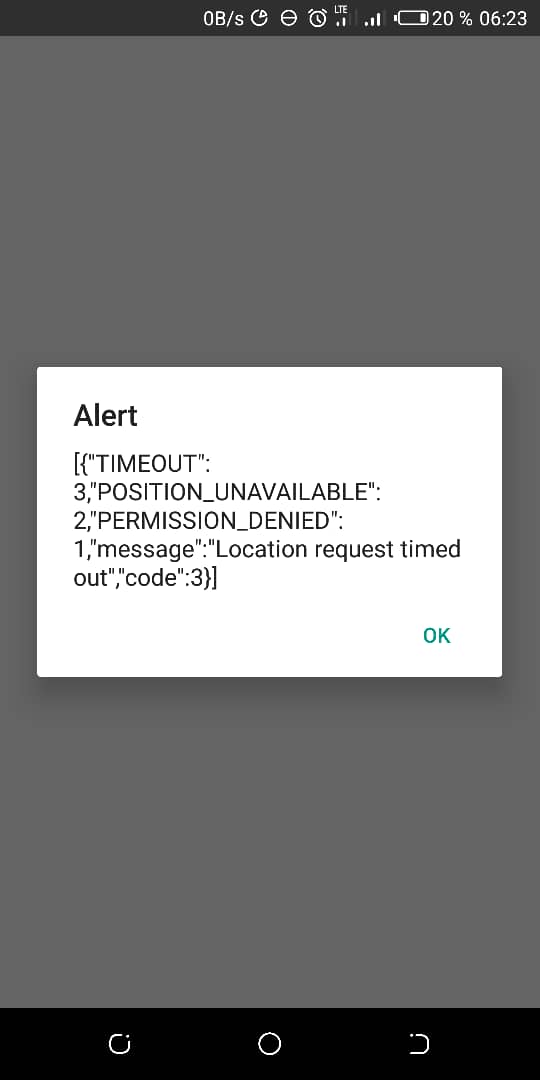 0B/s LTE 20 % 06:23
Alert
[{"TIMEOUT":
3,"POSITION_UNAVAILABLE":
2,"PERMISSION_DENIED":
1,"message":"Location request timed
out","code":3}]
OK